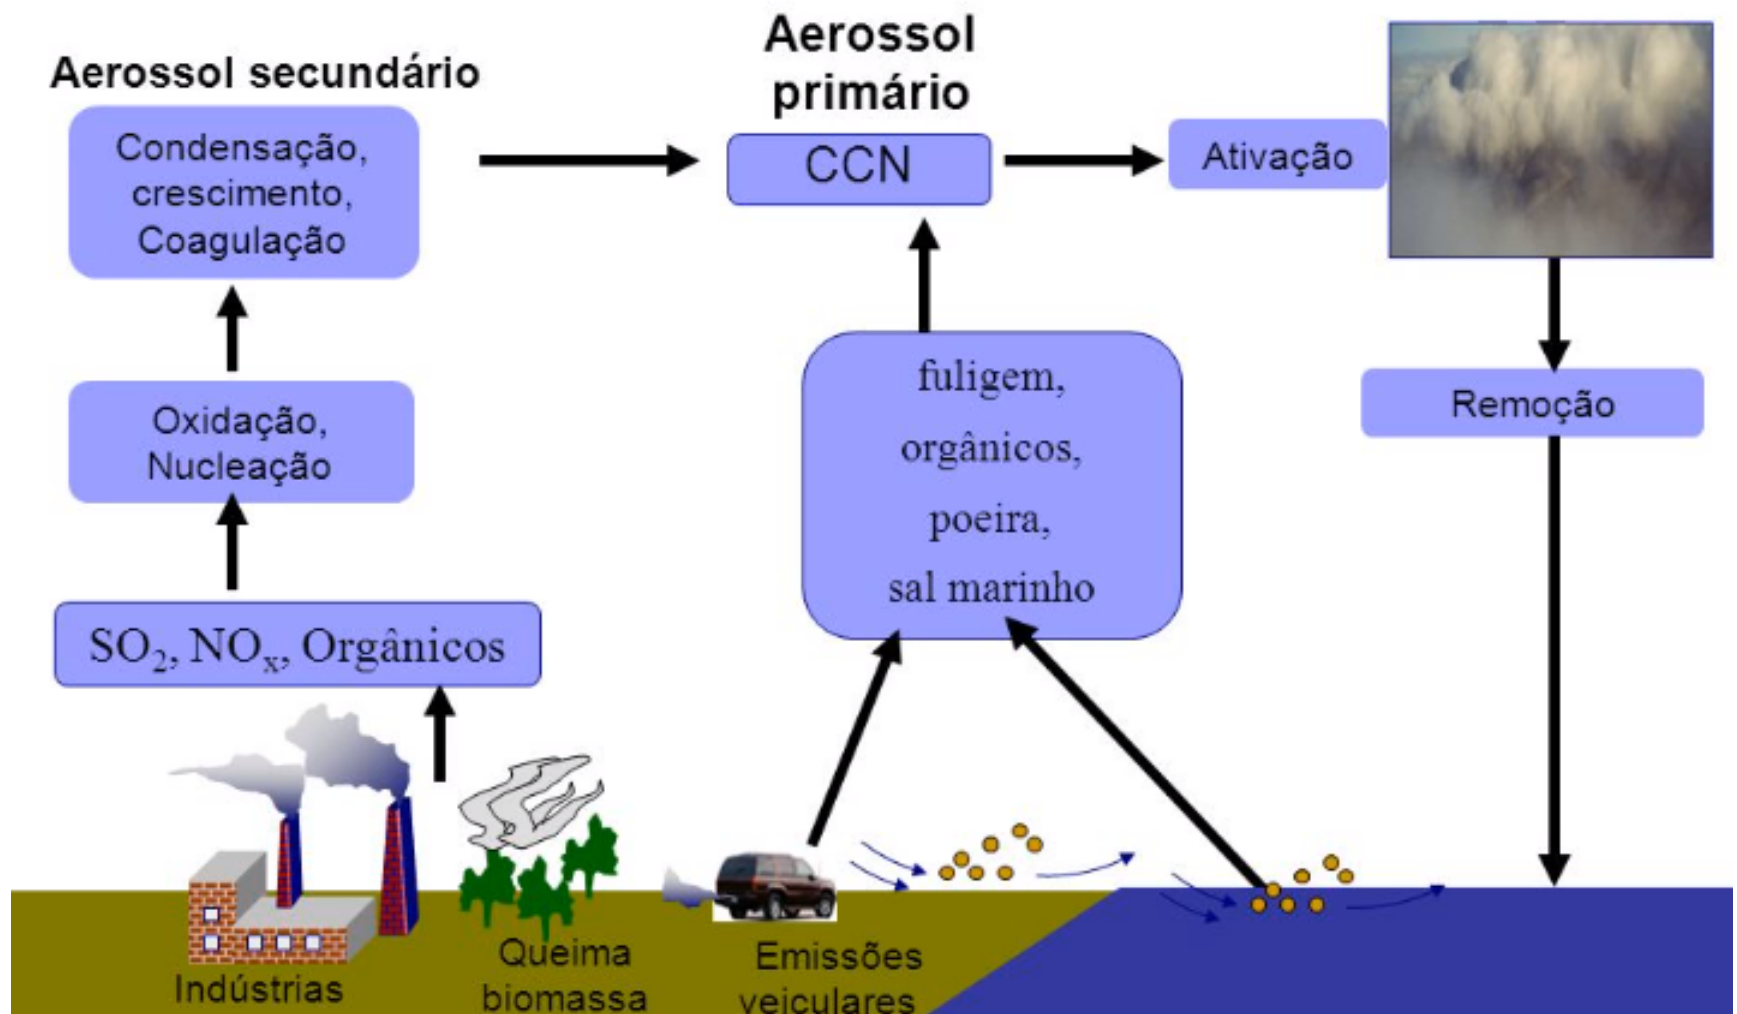 Aerossol secundário
Condensação,
crescimento,
Coagulação
Oxidação,
Nucleação
SO₂, NOₓ, Orgânicos
Aerossol
primário
CCN
fuligem,
orgânicos,
poeira,
sal marinho
Ativação
Remoção
Indústrias
Queima
biomassa
Emissões
veiculares